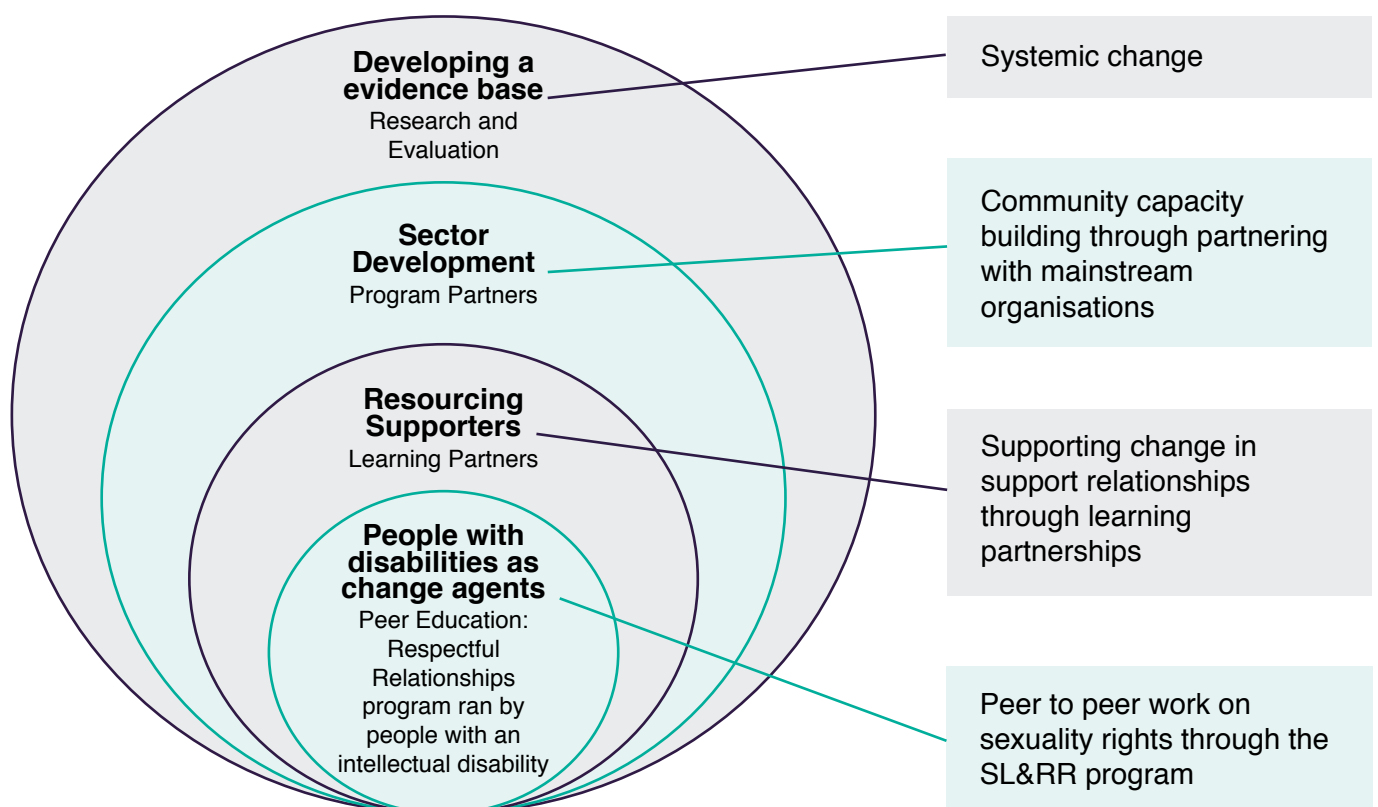 Developing a
evidence base
Research and
Evaluation
Systemic change
Sector
Development
Program Partners
Community capacity
building through partnering
with mainstream
organisations
Resourcing
Supporters
Learning Partners
Supporting change in
support relationships
through learning
partnerships
People with
disabilities as
change agents
Peer Education:
Respectful
Relationships
program ran by
people with an
intellectual disability
Peer to peer work on
sexuality rights through the
SL&RR program